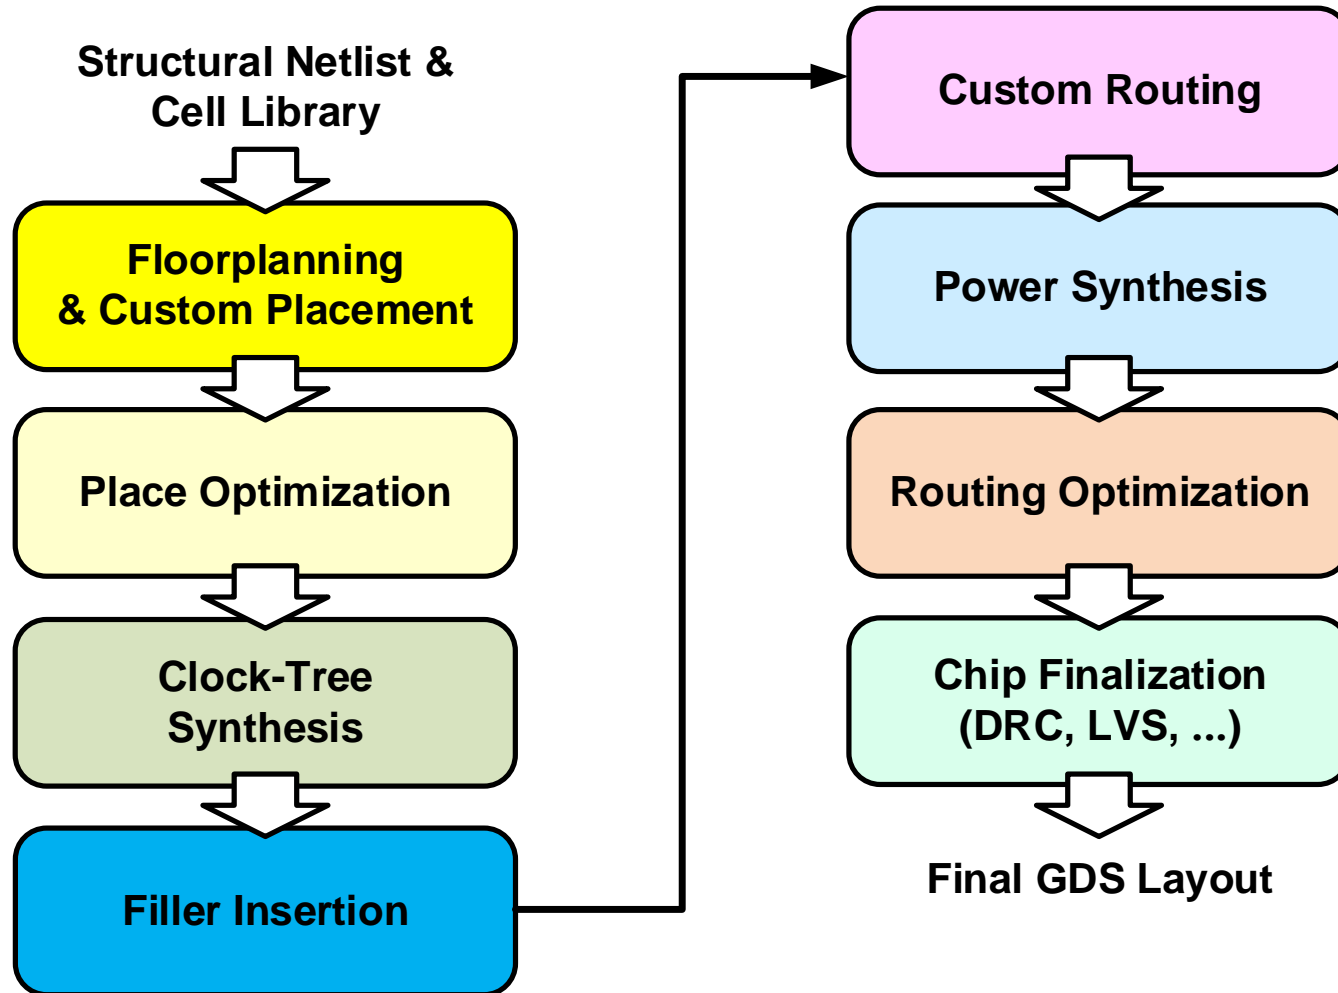 Structural Netlist &
Cell Library
Floorplanning
& Custom Placement
Place Optimization
Clock-Tree
Synthesis
Filler Insertion
Custom Routing
Power Synthesis
Routing Optimization
Chip Finalization
(DRC, LVS, ...)
Final GDS Layout